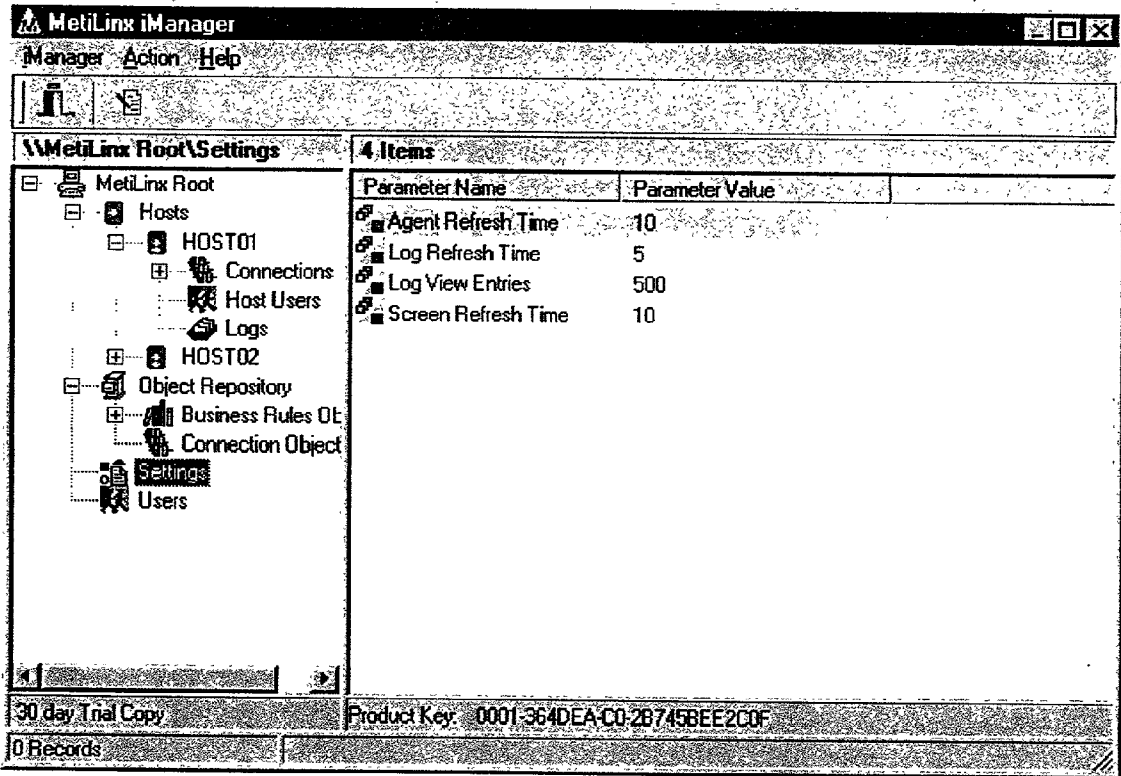 MetiLinx iManager
iManager Action Help
\\MetiLinx Root\Settings
4 Items
MetiLinx Root
Hosts
HOST01
Connections
Host Users
Logs
HOST02
Object Repository
Business Rules Ob
Connection Object
Settings
Users
Parameter Name Parameter Value
Agent Refresh Time 10
Log Refresh Time 5
Log View Entries 500
Screen Refresh Time 10
30 day Trial Copy
Product Key: 0001-364DEA-C0-2B745BEE2C0F
0 Records